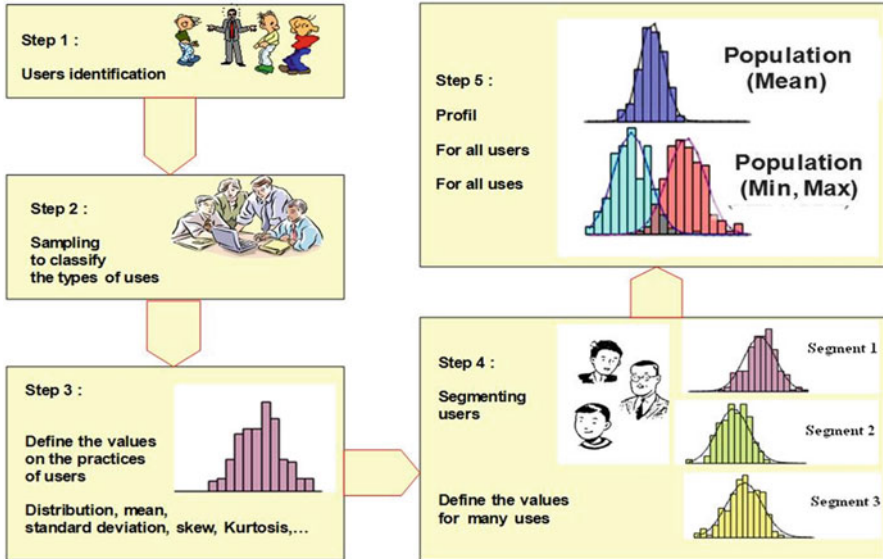 Step 1 :
Users identification
Step 2 :
Sampling
to classify
the types of uses
Step 3 :
Define the values
on the practices
of users
Distribution, mean,
standard deviation, skew, Kurtosis,...
Step 4 :
Segmenting
users
Define the values
for many uses
Segment 1
Segment 2
Segment 3
Step 5 :
Profil
For all users
For all uses
Population
(Mean)
Population
(Min, Max)